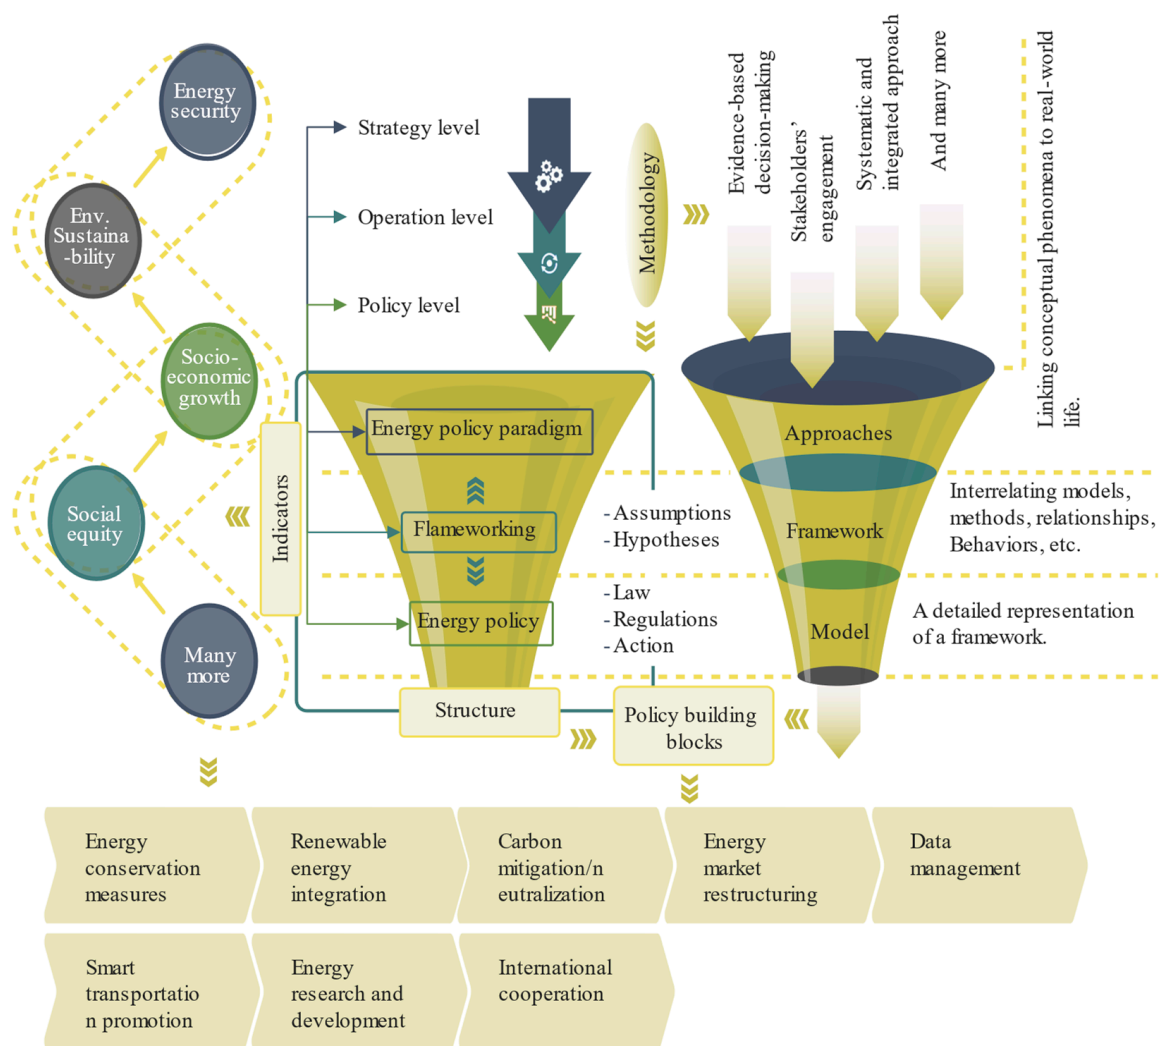 Energy
security
Env.
Sustaina
-bility
Socio-
economic
growth
Social
equity
Many
more
Indicators
Strategy level
Operation level
Policy level
Methodology
Evidence-based
decision-making
Stakeholders’
engagement
Systematic and
integrated approach
And many more
Linking conceptual phenomena to real-world
life.
Energy policy paradigm
Flameworking
Energy policy
Structure
-Assumptions
-Hypotheses
-Law
-Regulations
-Action
Policy building
blocks
Approaches
Framework
Model
Interrelating models,
methods, relationships,
Behaviors, etc.
A detailed representation
of a framework.
Energy
conservation
measures
Renewable
energy
integration
Carbon
mitigation/n
eutralization
Energy
market
restructuring
Data
management
Smart
transportatio
n promotion
Energy
research and
development
International
cooperation